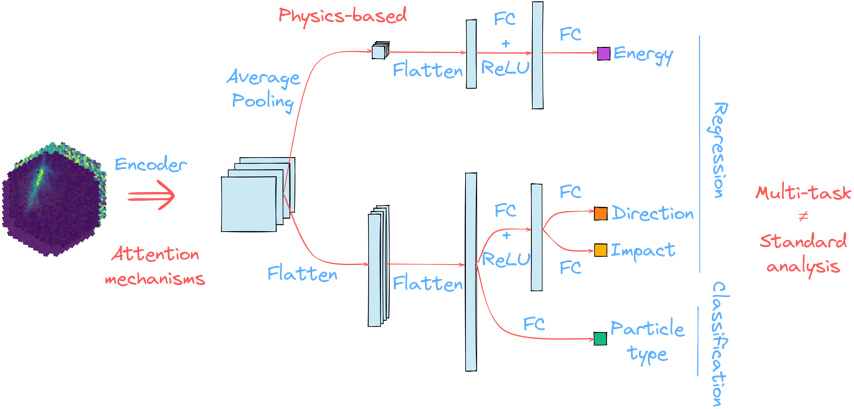 Physics-based
FC
+
ReLU
FC
Energy
Flatten
Average
Pooling
Encoder
Attention
mechanisms
Flatten
Flatten
FC
+
ReLU
FC
Direction
FC
Impact
FC
Particle
type
Regression
Classification
Multi-task
≠
Standard
analysis